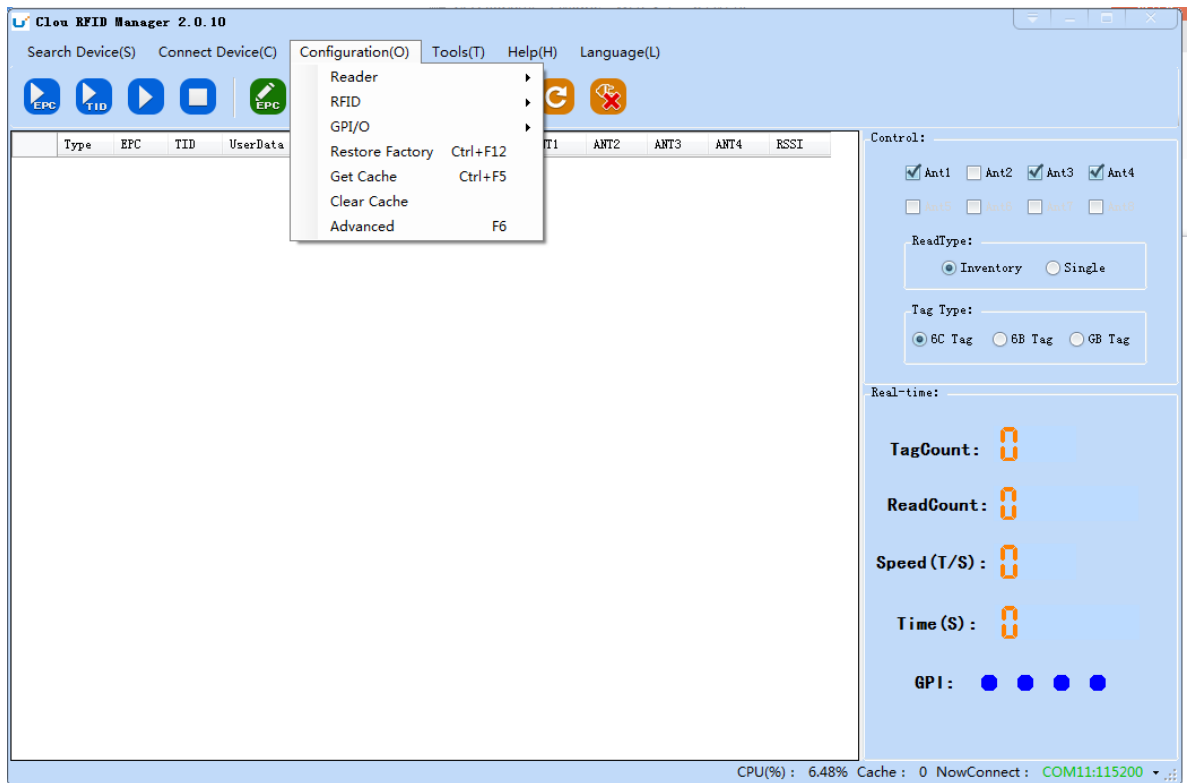 Clou RFID Manager 2.0.10
Search Device(S) Connect Device(C) Configuration(O) Tools(T) Help(H) Language(L)
EPC TID EPC
Reader
RFID
GPI/O
Restore Factory Ctrl+F12
Get Cache Ctrl+F5
Clear Cache
Advanced F6
Type EPC TID UserData ANT2 ANT3 ANT4 RSSI
Control:
Ant1 Ant2 Ant3 Ant4
ReadType:
Inventory Single
Tag Type:
6C Tag 6B Tag GB Tag
Real-time:
TagCount: 0
ReadCount: 0
Speed(T/S): 0
Time(S): 0
GPI:
CPU(%) : 6.48% Cache : 0 NowConnect : COM11:115200